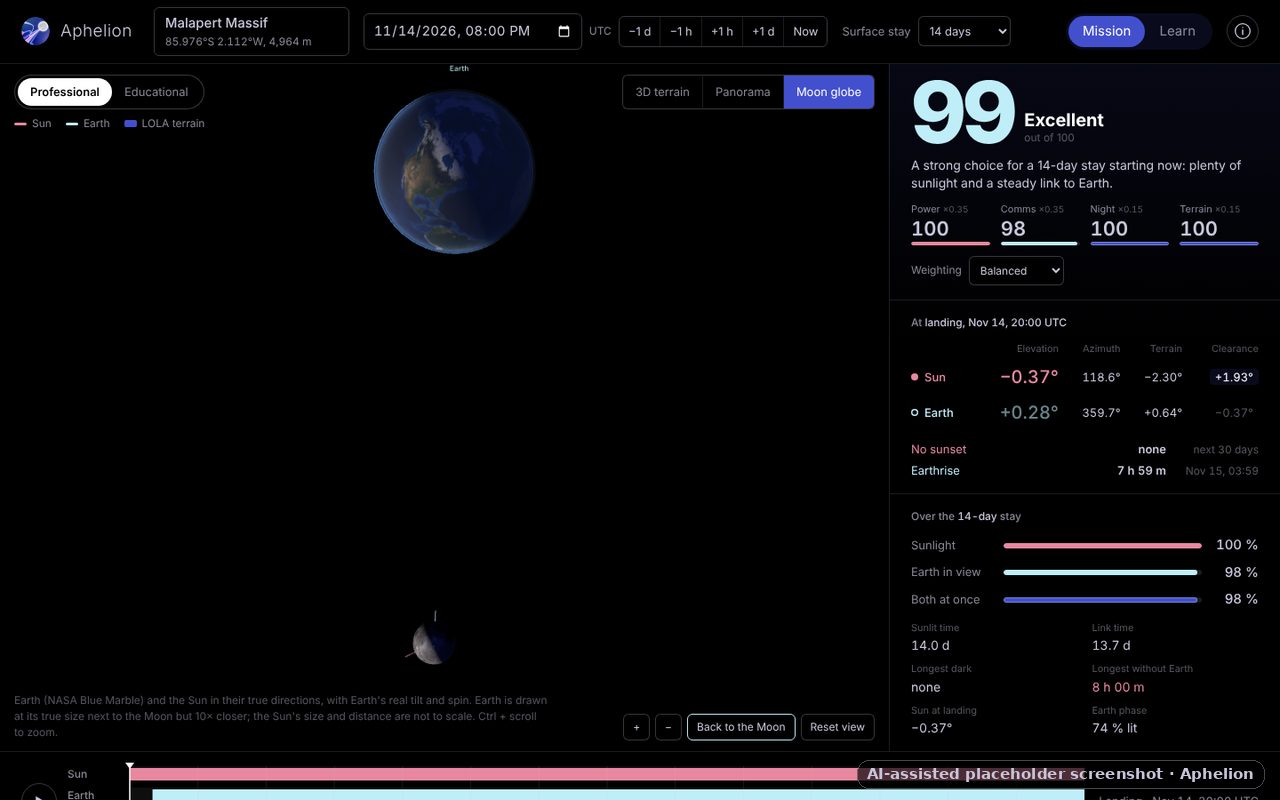 Aphelion
Malapert Massif
85.976°S 2.112°W, 4,964 m
11/14/2026, 08:00 PM
UTC
−1 d
−1 h
+1 h
+1 d
Now
Surface stay
14 days
Mission
Learn
Professional
Educational
Sun
Earth
LOLA terrain
Earth
3D terrain
Panorama
Moon globe
Earth (NASA Blue Marble) and the Sun in their true directions, with Earth's real tilt and spin. Earth is drawn
at its true size next to the Moon but 10× closer; the Sun's size and distance are not to scale. Ctrl + scroll
to zoom.
+
−
Back to the Moon
Reset view
99
Excellent
out of 100
A strong choice for a 14-day stay starting now: plenty of
sunlight and a steady link to Earth.
Power ×0.35
Comms ×0.35
Night ×0.15
Terrain ×0.15
100
98
100
100
Weighting
Balanced
At landing, Nov 14, 20:00 UTC
Elevation Azimuth Terrain Clearance
Sun −0.37° 118.6° −2.30° +1.93°
Earth +0.28° 359.7° +0.64° −0.37°
No sunset none next 30 days
Earthrise 7 h 59 m Nov 15, 03:59
Over the 14-day stay
Sunlight 100 %
Earth in view 98 %
Both at once 98 %
Sunlit time Link time
14.0 d 13.7 d
Longest dark Longest without Earth
none 8 h 00 m
Sun at landing Earth phase
−0.37° 74 % lit
Sun
Earth
AI-assisted placeholder screenshot · Aphelion